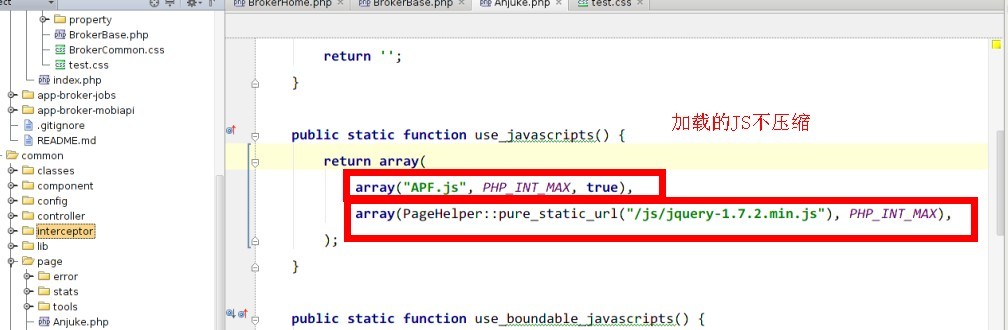 ect
BrokerHome.php
BrokerBase.php
Anjuke.php
test.css
property
BrokerBase.php
BrokerCommon.css
test.css
index.php
app-broker-jobs
app-broker-mobiapi
.gitignore
README.md
common
classes
component
config
controller
interceptor
lib
page
error
stats
tools
Anjuke.php
return '';
}
public static function use_javascripts() {
加载的JS不压缩
return array(
array("APF.js", PHP_INT_MAX, true),
array(PageHelper::pure_static_url("/js/jquery-1.7.2.min.js"), PHP_INT_MAX),
);
}
public static function use_boundable_javascripts() {